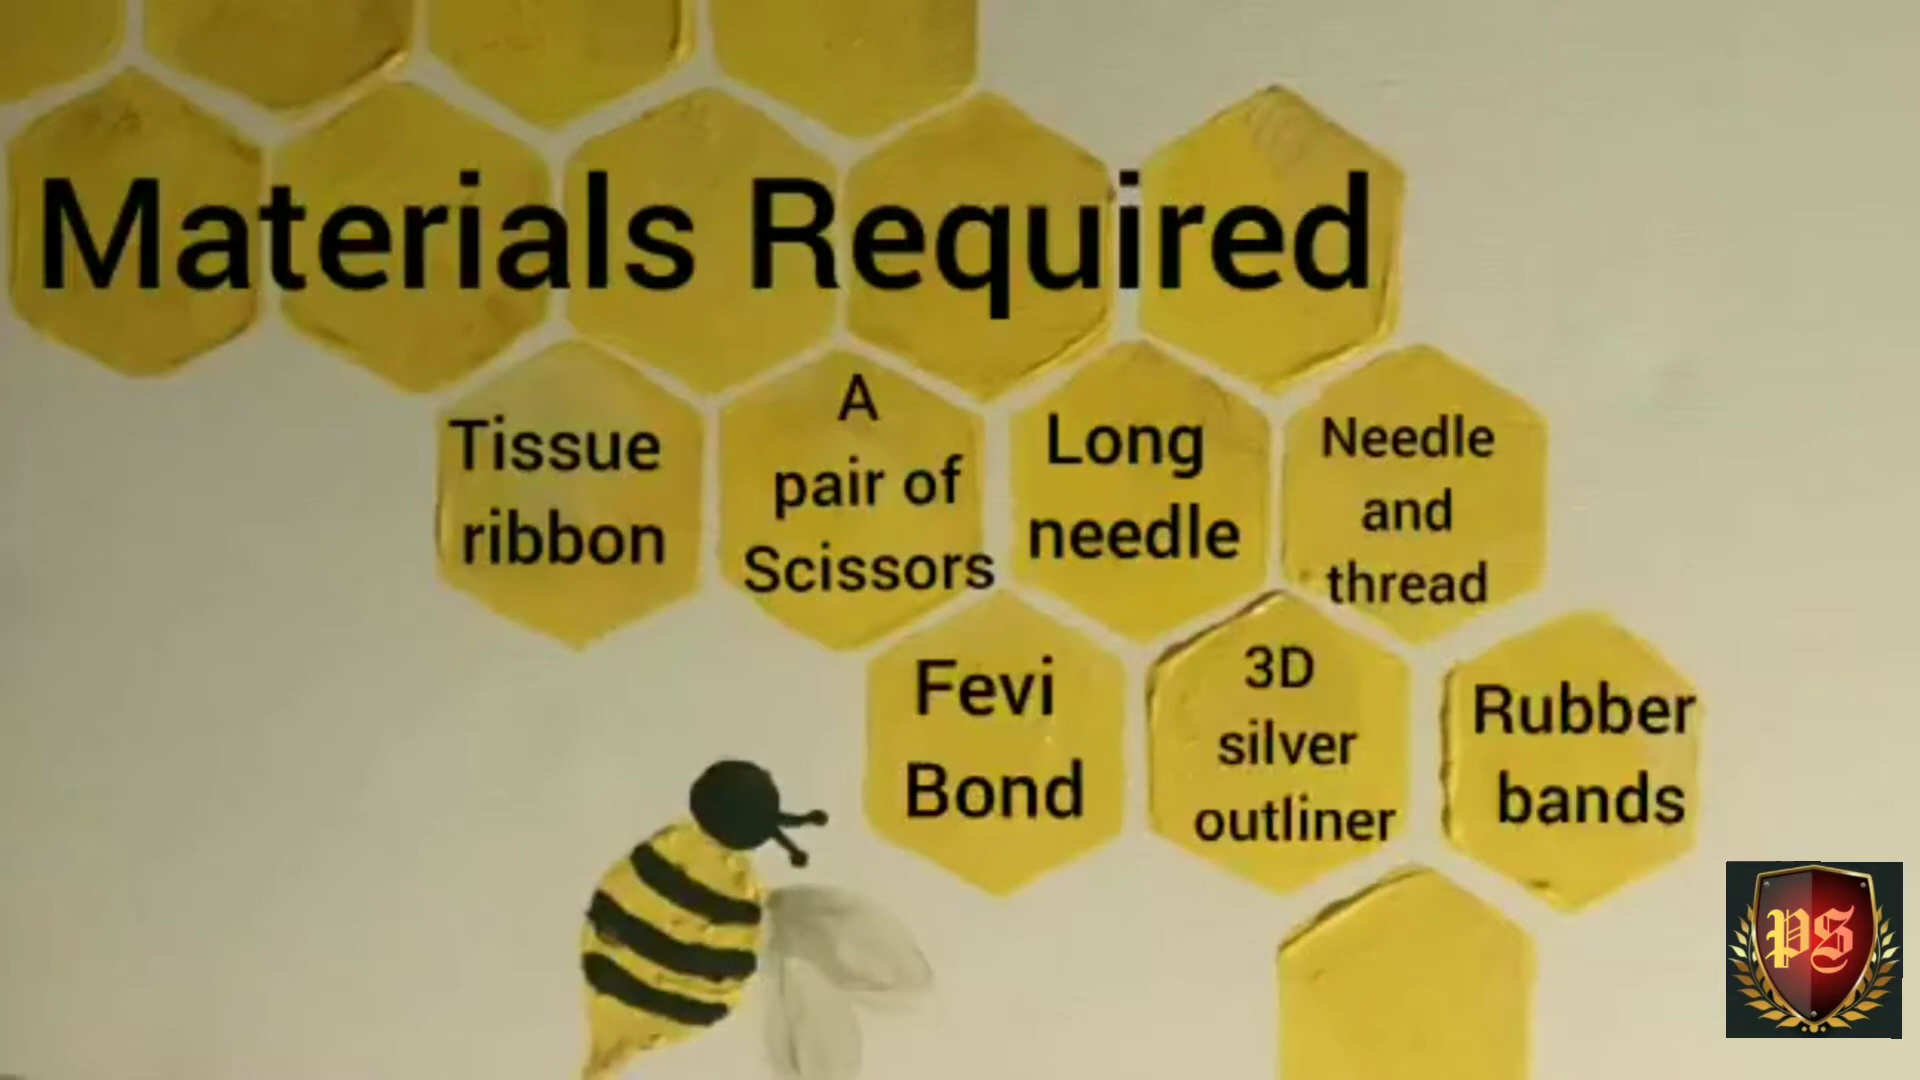 Materials Required
Tissue
ribbon
A
pair of
Scissors
Long
needle
Needle
and
thread
Fevi
Bond
3D
silver
outliner
Rubber
bands
PS